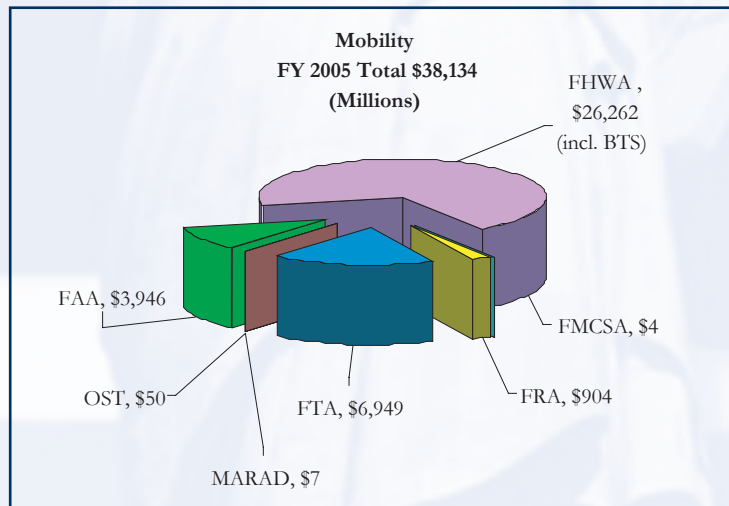 Mobility
FY 2005 Total $38,134
(Millions)
FHWA ,
$26,262
(incl. BTS)
FAA, $3,946
FMCSA, $4
OST, $50
FTA, $6,949
FRA, $904
MARAD, $7